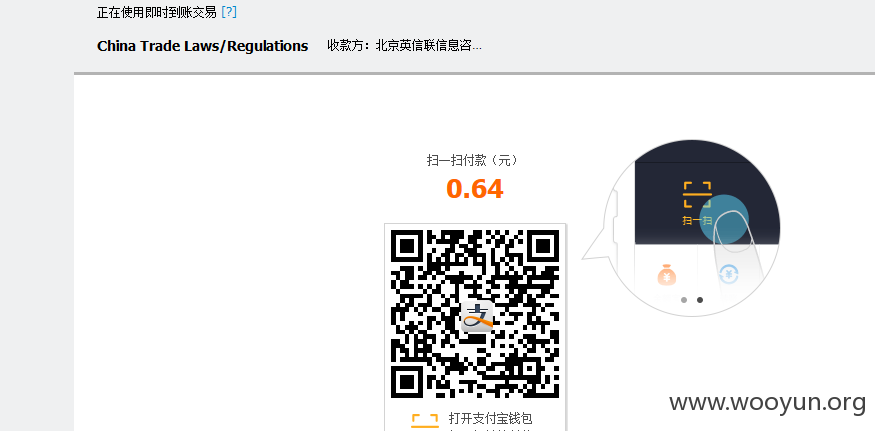 正在使用即时到账交易 [?]
China Trade Laws/Regulations 收款方：北京英信联信息咨...
扫一扫付款（元）
0.64
扫一扫
支
打开支付宝钱包
www.wooyun.org